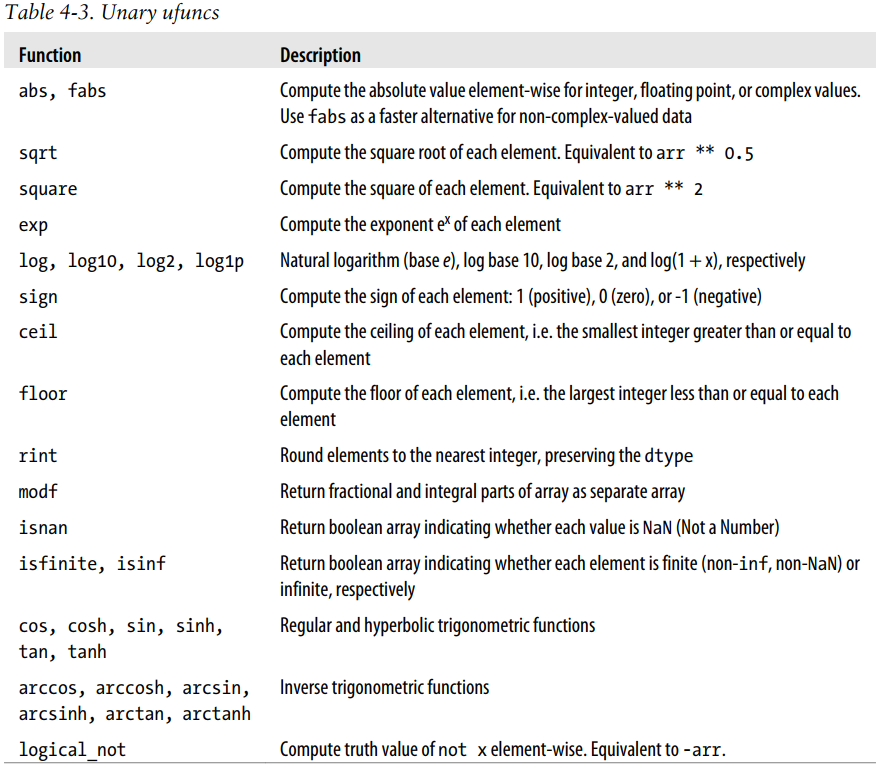 Table 4-3. Unary ufuncs
Function Description
abs, fabs Compute the absolute value element-wise for integer, floating point, or complex values.
Use fabs as a faster alternative for non-complex-valued data
sqrt Compute the square root of each element. Equivalent to arr ** 0.5
square Compute the square of each element. Equivalent to arr ** 2
exp Compute the exponent eˣ of each element
log, log10, log2, log1p Natural logarithm (base e), log base 10, log base 2, and log(1 + x), respectively
sign Compute the sign of each element: 1 (positive), 0 (zero), or -1 (negative)
ceil Compute the ceiling of each element, i.e. the smallest integer greater than or equal to
each element
floor Compute the floor of each element, i.e. the largest integer less than or equal to each
element
rint Round elements to the nearest integer, preserving the dtype
modf Return fractional and integral parts of array as separate array
isnan Return boolean array indicating whether each value is NaN (Not a Number)
isfinite, isinf Return boolean array indicating whether each element is finite (non-inf, non-NaN) or
infinite, respectively
cos, cosh, sin, sinh, Regular and hyperbolic trigonometric functions
tan, tanh
arccos, arccosh, arcsin, Inverse trigonometric functions
arcsinh, arctan, arctanh
logical_not Compute truth value of not x element-wise. Equivalent to -arr.